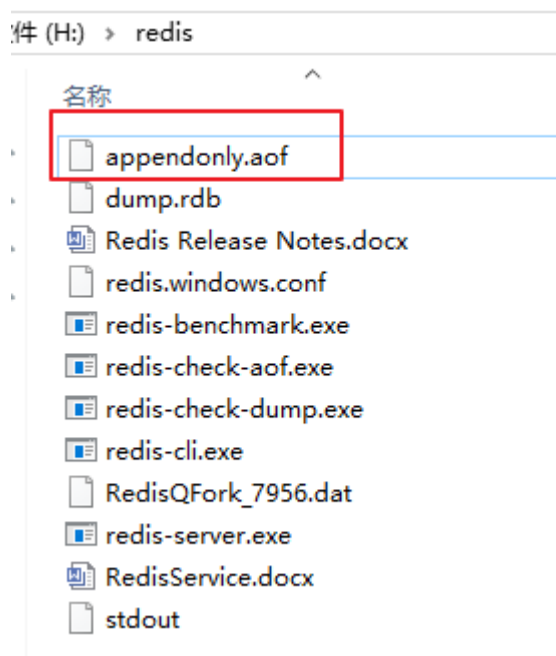 件 (H:) > redis
名称
appendonly.aof
dump.rdb
Redis Release Notes.docx
redis.windows.conf
redis-benchmark.exe
redis-check-aof.exe
redis-check-dump.exe
redis-cli.exe
RedisQFork_7956.dat
redis-server.exe
RedisService.docx
stdout